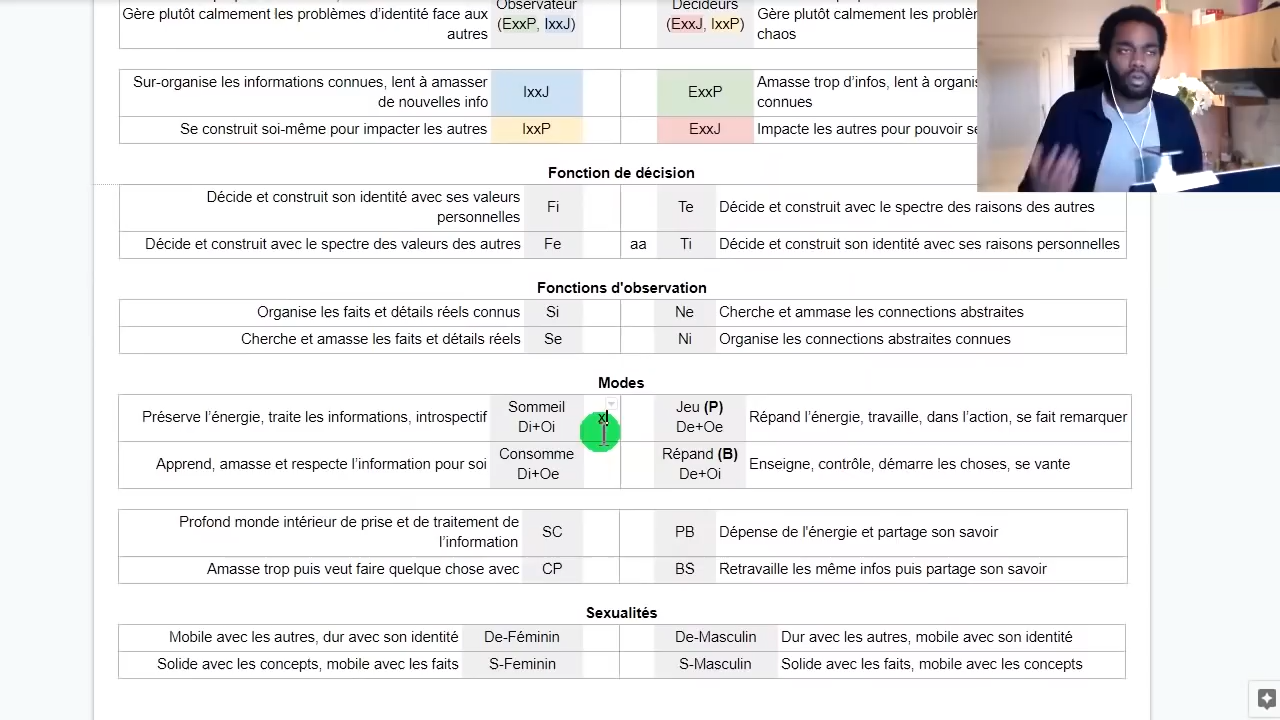 Gère plutôt calmement les problèmes d'identité face aux
autres
Observateur
(ExxP, IxxJ)
Décideurs
(ExxJ, IxxP)
Gère plutôt calmement les
chaos
Sur-organise les informations connues, lent à amasser
de nouvelles info
IxxJ
ExxP
Amasse trop d'infos, lent à
connues
Se construit soi-même pour impacter les autres
IxxP
ExxJ
Impacte les autres pour pouvoir
Fonction de décision
Décide et construit son identité avec ses valeurs
personnelles
Fi
Te
Décide et construit avec le spectre des raisons des autres
Décide et construit avec le spectre des valeurs des autres
Fe
aa
Ti
Décide et construit son identité avec ses raisons personnelles
Fonctions d'observation
Organise les faits et détails réels connus
Si
Ne
Cherche et ammase les connections abstraites
Cherche et amasse les faits et détails réels
Se
Ni
Organise les connections abstraites connues
Modes
Préserve l'énergie, traite les informations, introspectif
Sommeil
Di+Oi
x
Jeu (P)
De+Oe
Répand l'énergie, travaille, dans l'action, se fait remarquer
Apprend, amasse et respecte l'information pour soi
Consomme
Di+Oe
Répand (B)
De+Oi
Enseigne, contrôle, démarre les choses, se vante
Profond monde intérieur de prise et de traitement de
l'information
SC
PB
Dépense de l'énergie et partage son savoir
Amasse trop puis veut faire quelque chose avec
CP
BS
Retravaille les même infos puis partage son savoir
Sexualités
Mobile avec les autres, dur avec son identité
De-Féminin
De-Masculin
Dur avec les autres, mobile avec son identité
Solide avec les concepts, mobile avec les faits
S-Feminin
S-Masculin
Solide avec les faits, mobile avec les concepts